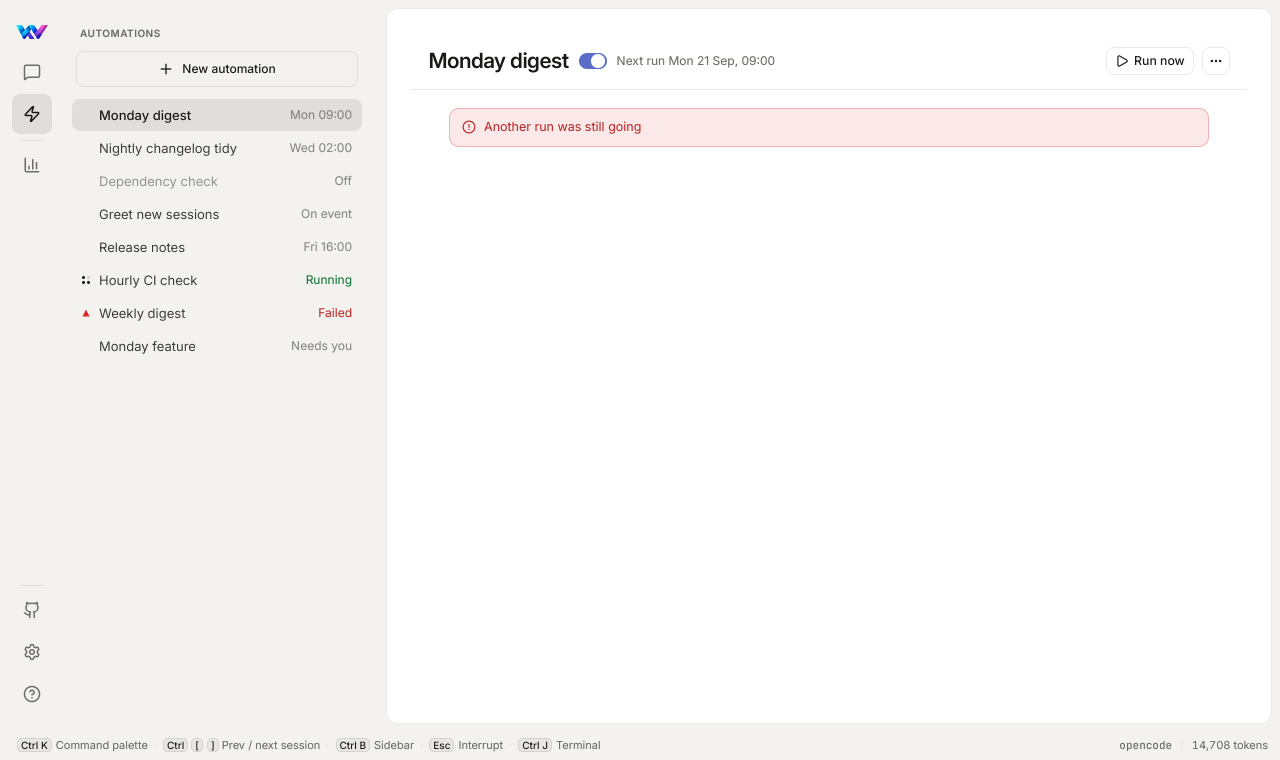 AUTOMATIONS
New automation
Monday digest Mon 09:00
Nightly changelog tidy Wed 02:00
Dependency check Off
Greet new sessions On event
Release notes Fri 16:00
Hourly CI check Running
Weekly digest Failed
Monday feature Needs you
Monday digest Next run Mon 21 Sep, 09:00 Run now
Another run was still going
Ctrl K Command palette Ctrl [ ] Prev / next session Ctrl B Sidebar Esc Interrupt Ctrl J Terminal opencode 14,708 tokens